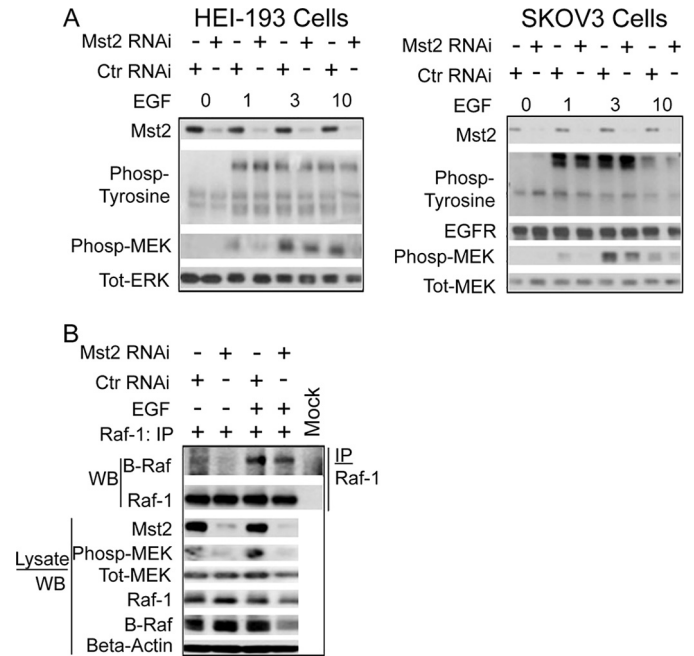 A
HEI-193 Cells
Mst2 RNAi - + - + - + - +
Ctr RNAi + - + - + - + -
EGF 0 1 3 10
Mst2
Phosp-
Tyrosine
Phosp-MEK
Tot-ERK
SKOV3 Cells
Mst2 RNAi - + - + - + - +
Ctr RNAi + - + - + - + -
EGF 0 1 3 10
Mst2
Phosp-
Tyrosine
EGFR
Phosp-MEK
Tot-MEK
B
Mst2 RNAi - + - +
Ctr RNAi + - + -
EGF - - + +
Raf-1: IP + + + +
Mock
WB
B-Raf
Raf-1
IP
Raf-1
Lysate
WB
Mst2
Phosp-MEK
Tot-MEK
Raf-1
B-Raf
Beta-Actin